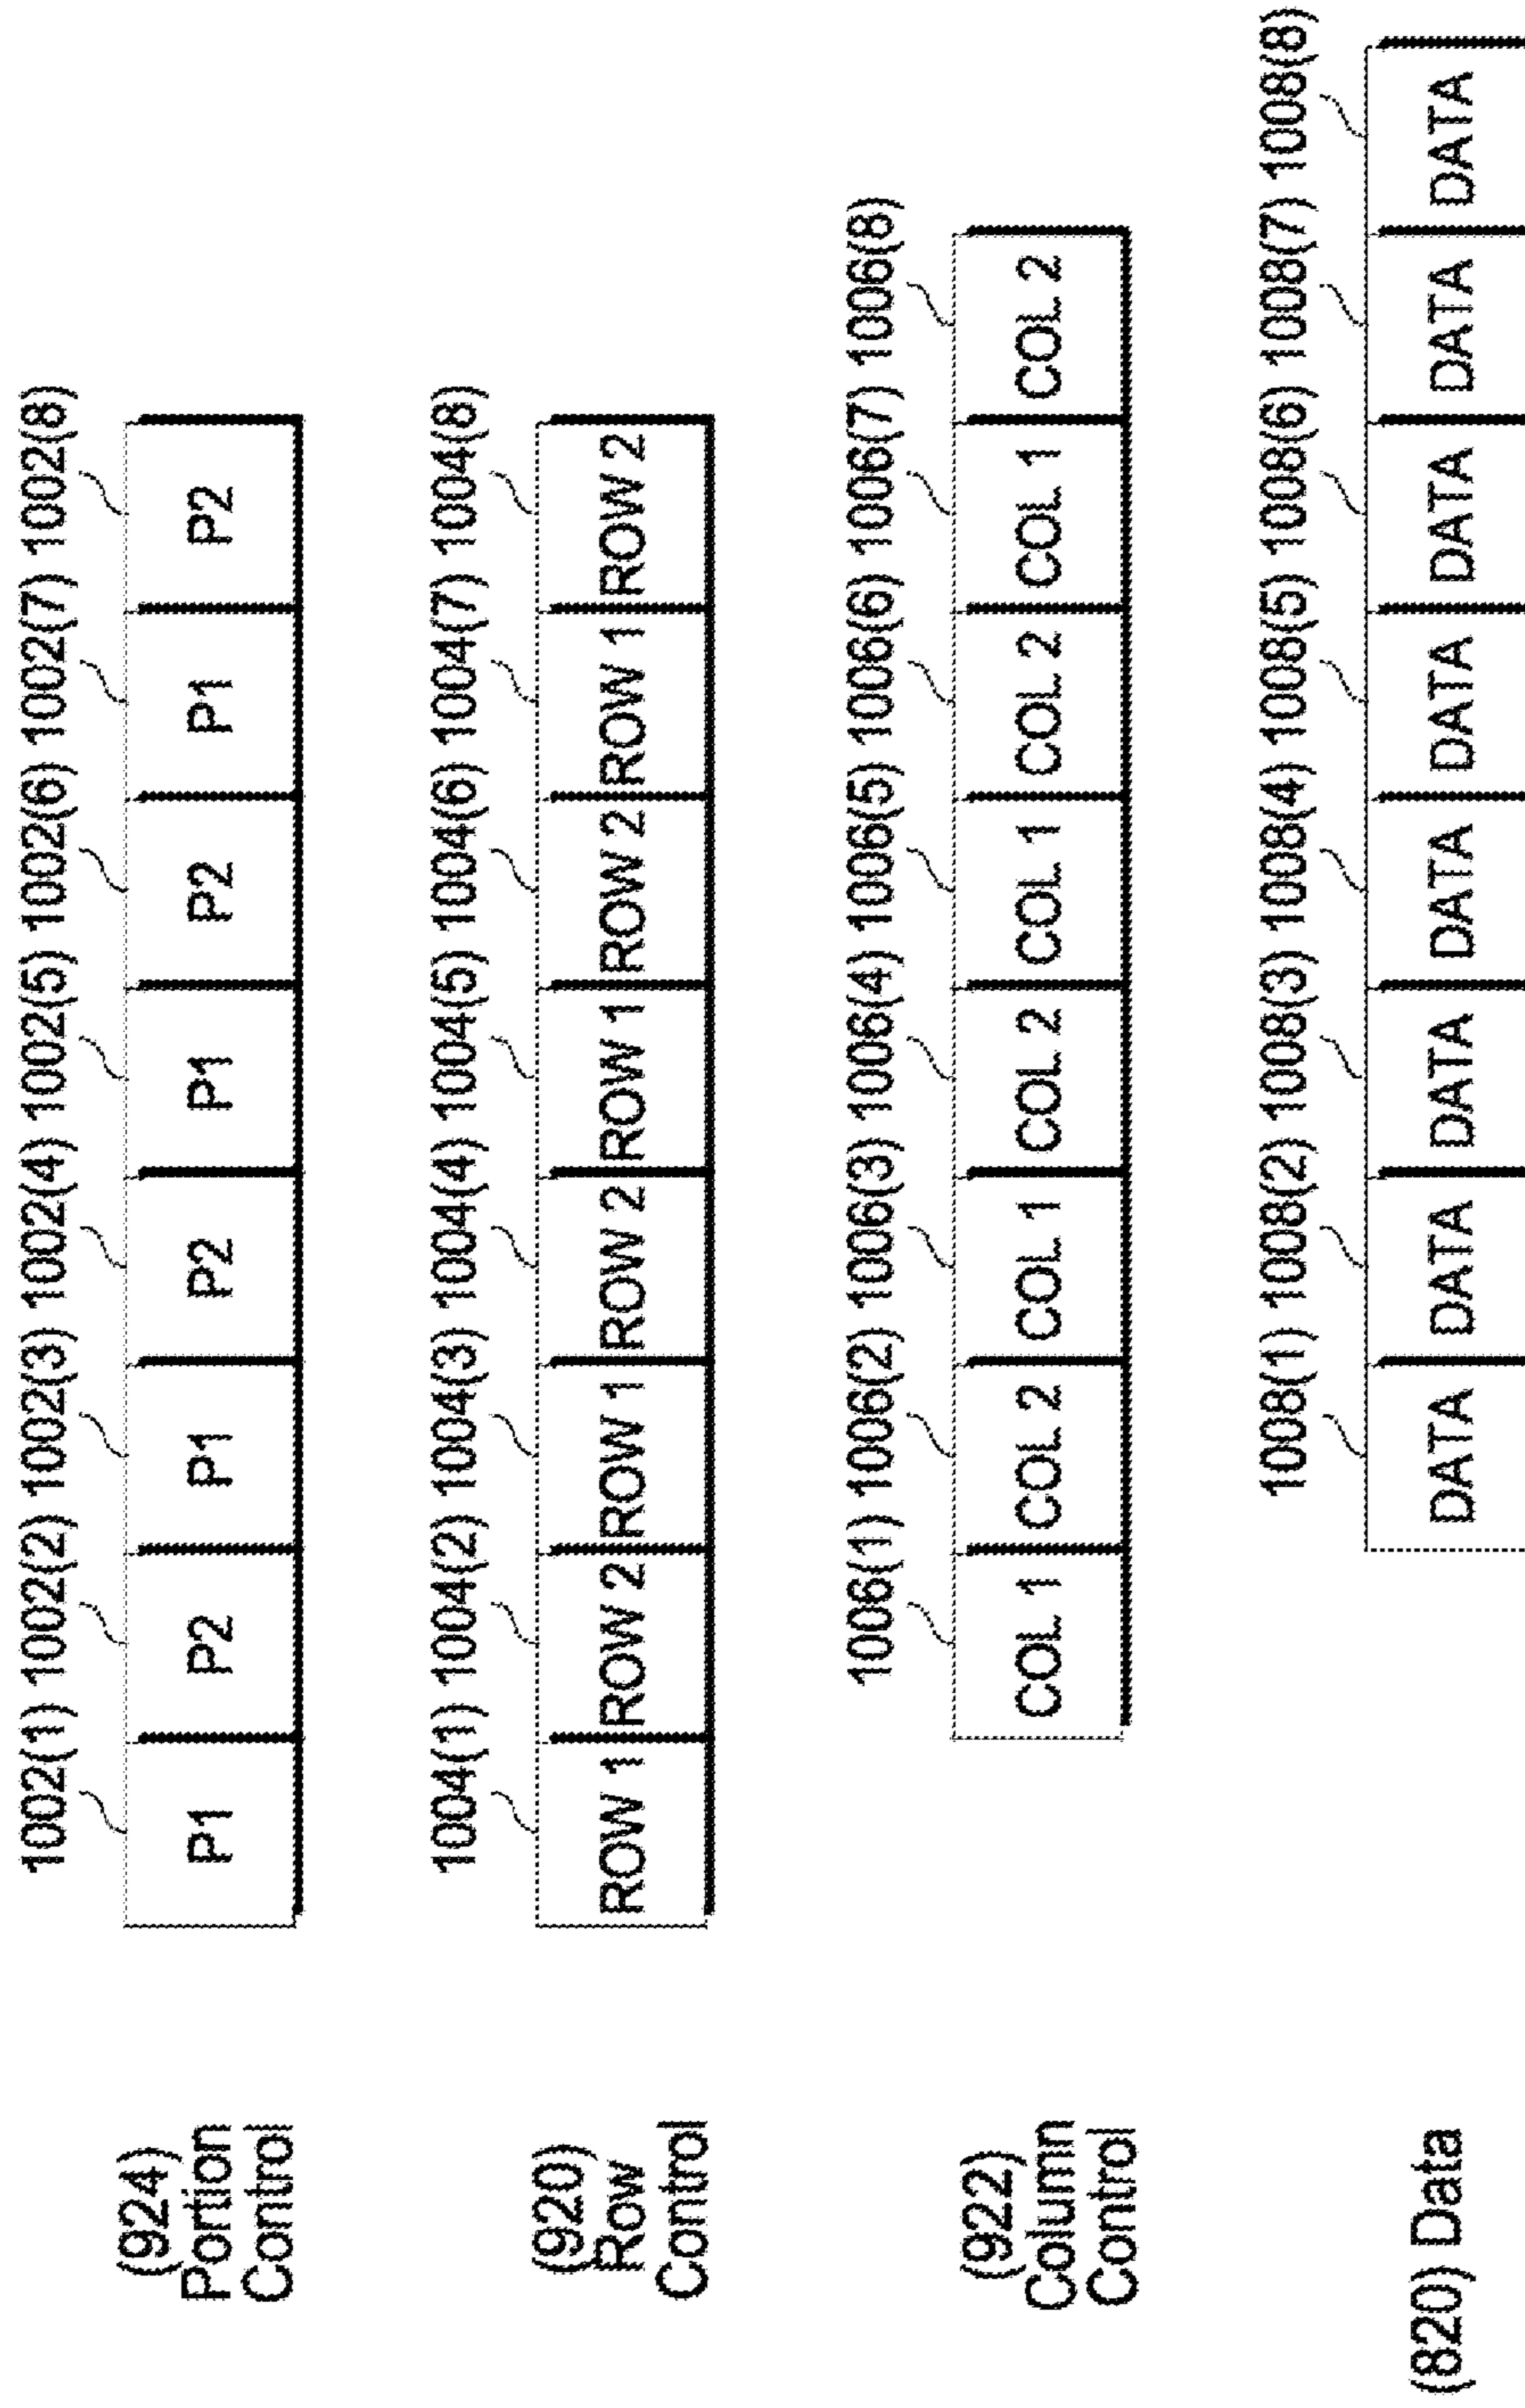 1002(1) 1002(2) 1002(3) 1002(4) 1002(5) 1002(6) 1002(7) 1002(8)
(924)
Portion
Control
P1 P2 P1 P2 P1 P2 P1 P2
1004(1) 1004(2) 1004(3) 1004(4) 1004(5) 1004(6) 1004(7) 1004(8)
(920)
Row
Control
ROW 1 ROW 2 ROW 1 ROW 2 ROW 1 ROW 2 ROW 1 ROW 2
1006(1) 1006(2) 1006(3) 1006(4) 1006(5) 1006(6) 1006(7) 1006(8)
(922)
Column
Control
COL 1 COL 2 COL 1 COL 2 COL 1 COL 2 COL 1 COL 2
1008(1) 1008(2) 1008(3) 1008(4) 1008(5) 1008(6) 1008(7) 1008(8)
(820) Data
DATA DATA DATA DATA DATA DATA DATA DATA